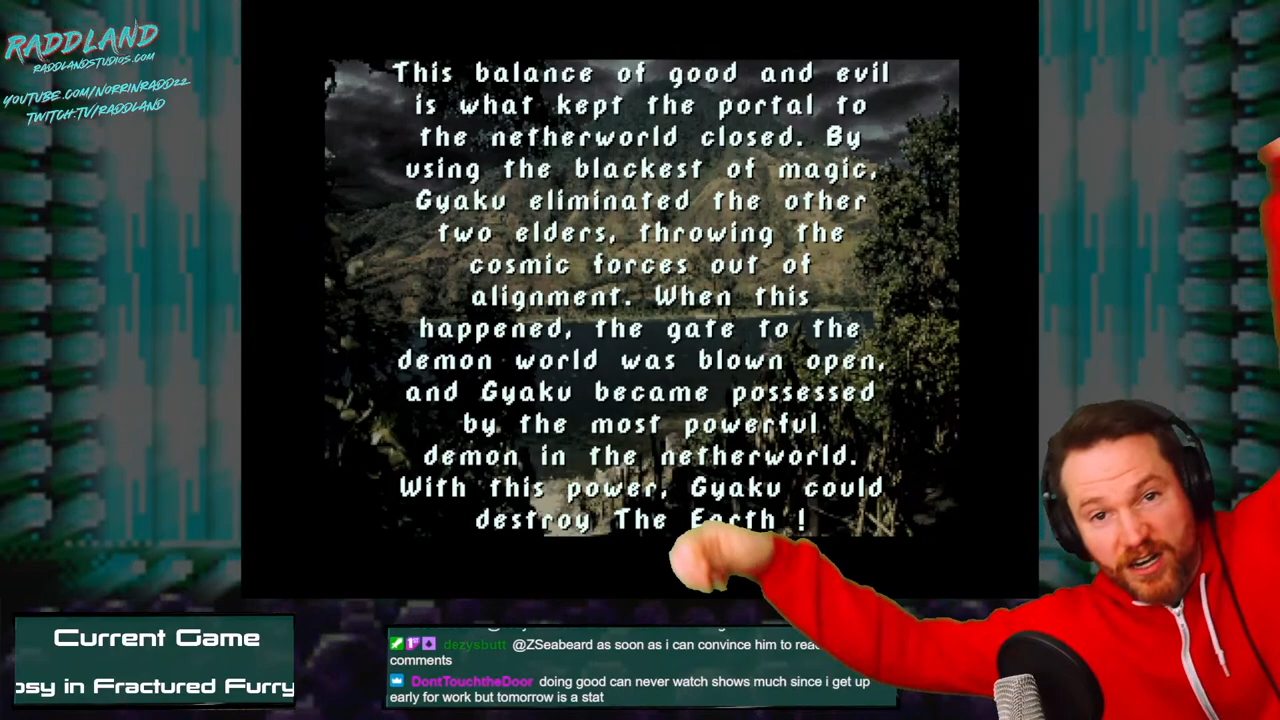 RADDLAND
RADDLANDSTUDIOS.COM
YOUTUBE.COM/NORRINRADD22
TWITCH.TV/RADDLAND
This balance of good and evil
is what kept the portal to
the netherworld closed. By
using the blackest of magic,
Gyaku eliminated the other
two elders, throwing the
cosmic forces out of
alignment. When this
happened, the gate to the
demon world was blown open,
and Gyaku became possessed
by the most powerful
demon in the netherworld.
With this power, Gyaku could
destroy The Earth !
Current Game
osy in Fractured Furry
dezysbutt @ZSeabeard as soon as i can convince him to
comments
DontTouchtheDoor doing good can never watch shows much since i get up
early for work but tomorrow is a stat